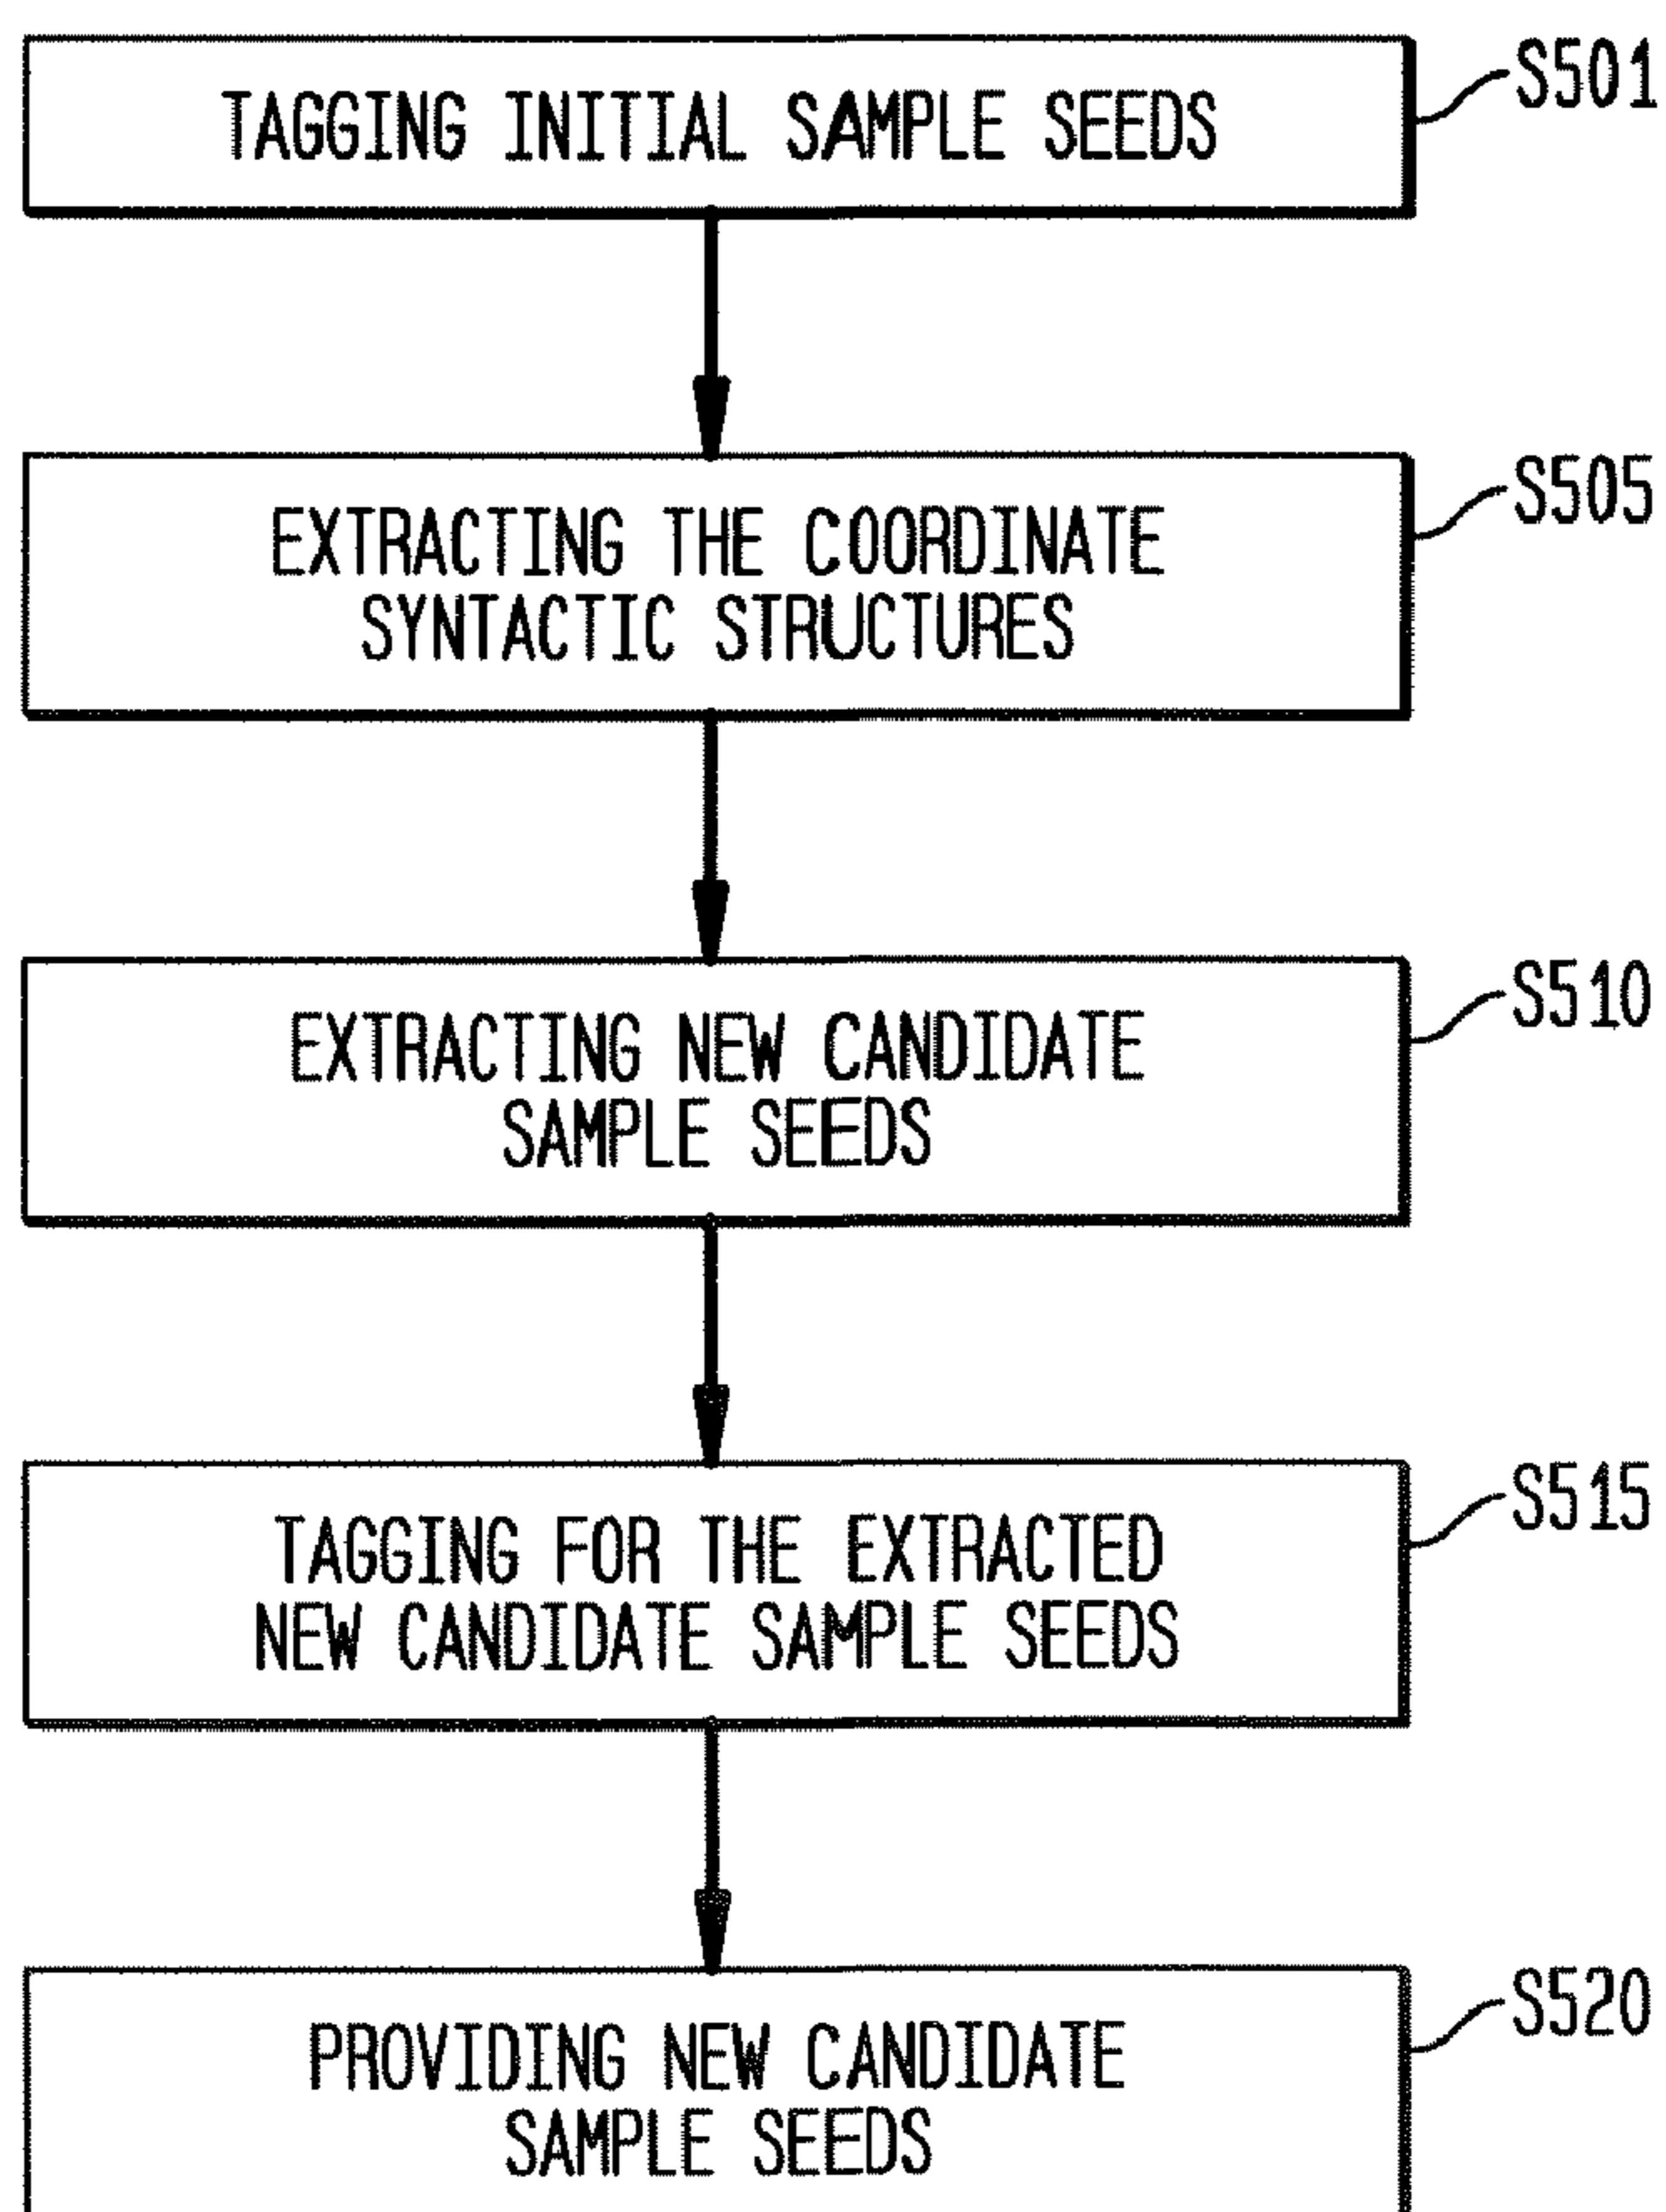 TAGGING INITIAL SAMPLE SEEDS
S501
EXTRACTING THE COORDINATE
SYNTACTIC STRUCTURES
S505
EXTRACTING NEW CANDIDATE
SAMPLE SEEDS
S510
TAGGING FOR THE EXTRACTED
NEW CANDIDATE SAMPLE SEEDS
S515
PROVIDING NEW CANDIDATE
SAMPLE SEEDS
S520